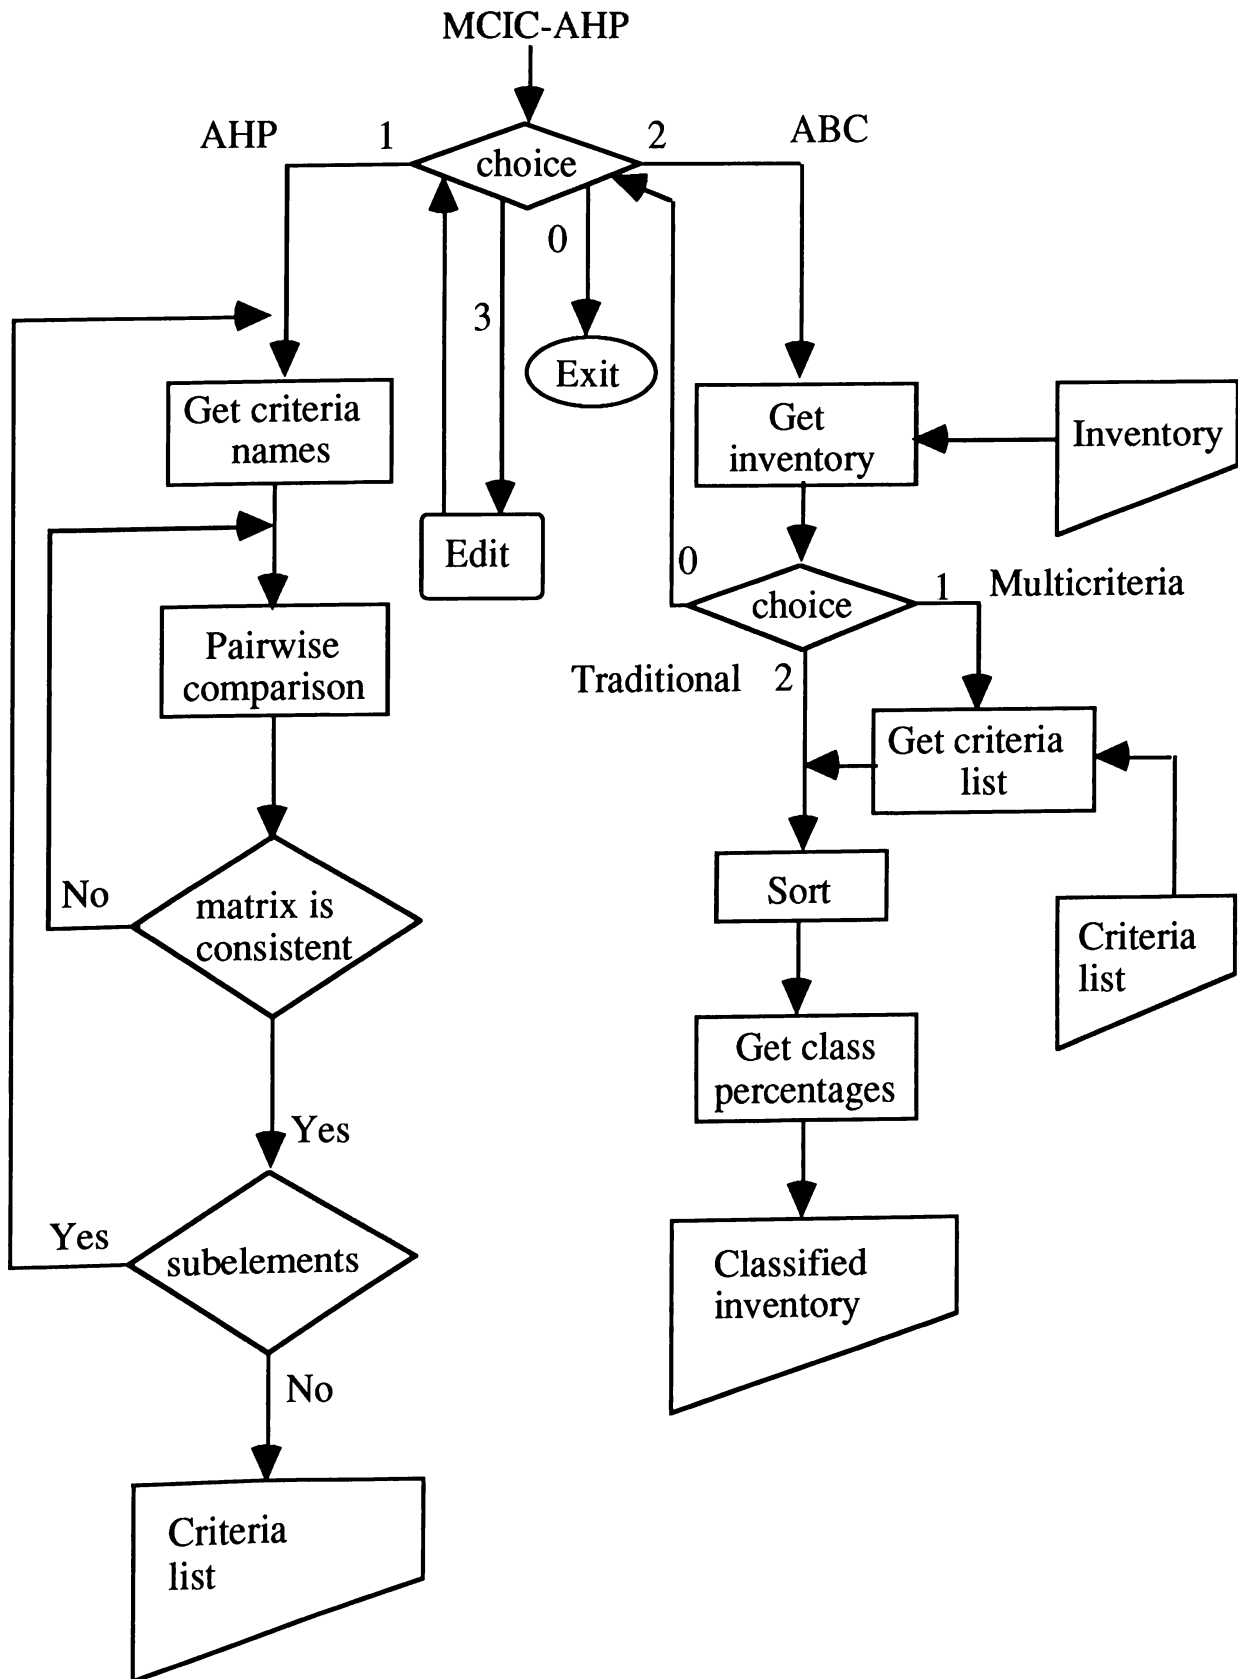 MCIC-AHP
AHP
1
choice
2
ABC
0
3
Exit
Get criteria
names
Get
inventory
Inventory
Edit
0
choice
1
Multicriteria
Pairwise
comparison
Traditional
2
Get criteria
list
No
matrix is
consistent
Sort
Criteria
list
Get class
percentages
Yes
Yes
subelements
Classified
inventory
No
Criteria
list